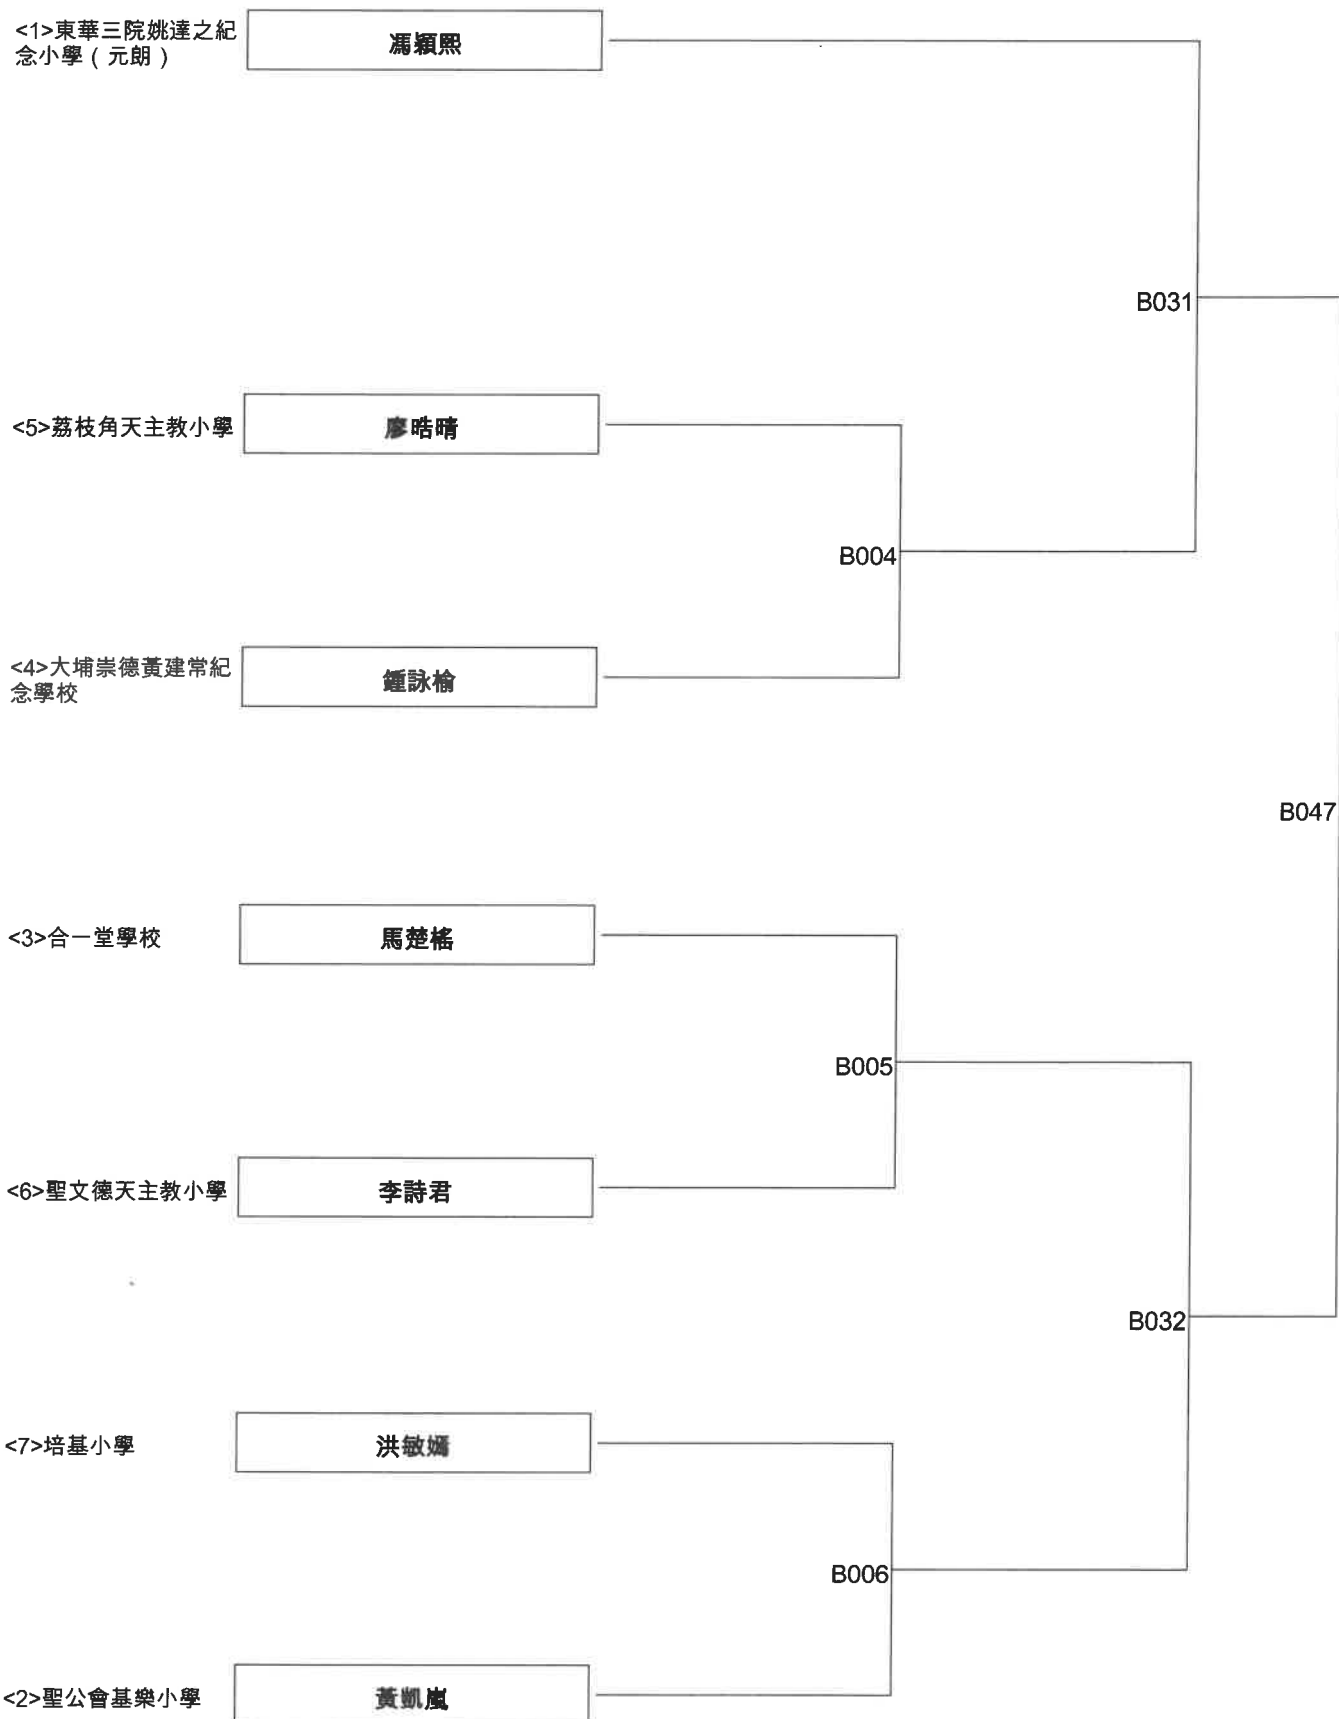 <1>東華三院姚達之紀
念小學（元朗）
馮穎熙
B031
<5>荔枝角天主教小學
廖晧晴
B004
<4>大埔崇德黃建常紀
念學校
鍾詠榆
B047
<3>合一堂學校
馬楚榣
B005
<6>聖文德天主教小學
李詩君
B032
<7>培基小學
洪敏嫣
B006
<2>聖公會基樂小學
黃凱嵐